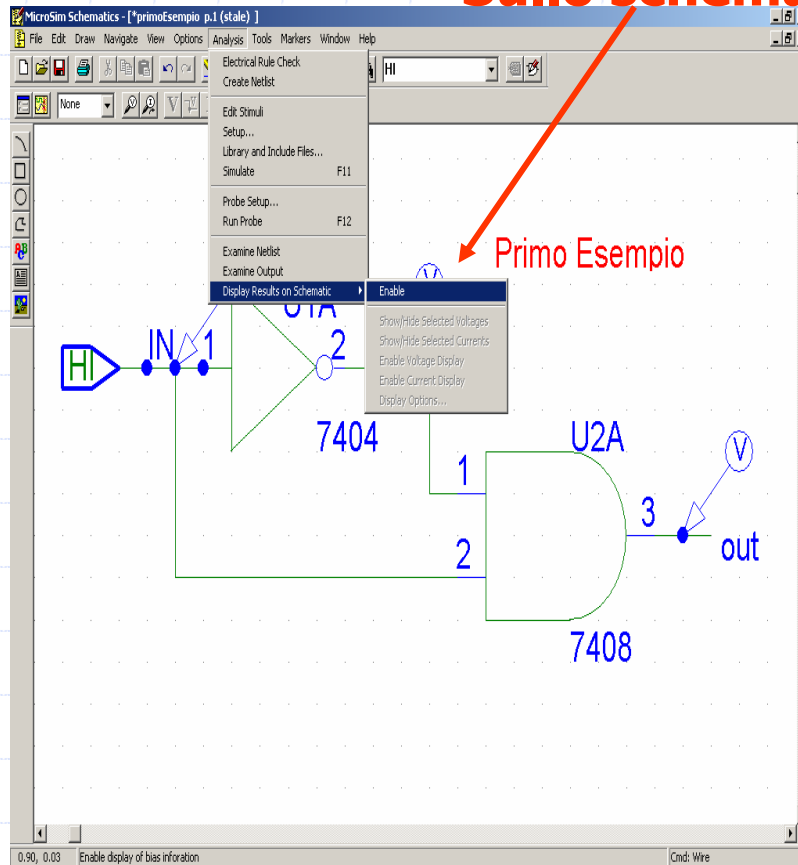 MicroSim Schematics - [*primoEsempio p.1 (stale) ]
File Edit Draw Navigate View Options Analysis Tools Markers Window Help
HI
None
Electrical Rule Check
Create Netlist
Edit Stimuli
Setup...
Library and Include Files...
Simulate F11
Probe Setup...
Run Probe F12
Examine Netlist
Examine Output
Display Results on Schematic
Enable
Show/Hide Selected Voltages
Show/Hide Selected Currents
Enable Voltage Display
Enable Current Display
Display Options...
Primo Esempio
V
U1A
HI
IN
1
2
7404
U2A
V
1
2
3
out
7408
0.90, 0.03 Enable display of bias inforation Cmd: Wire